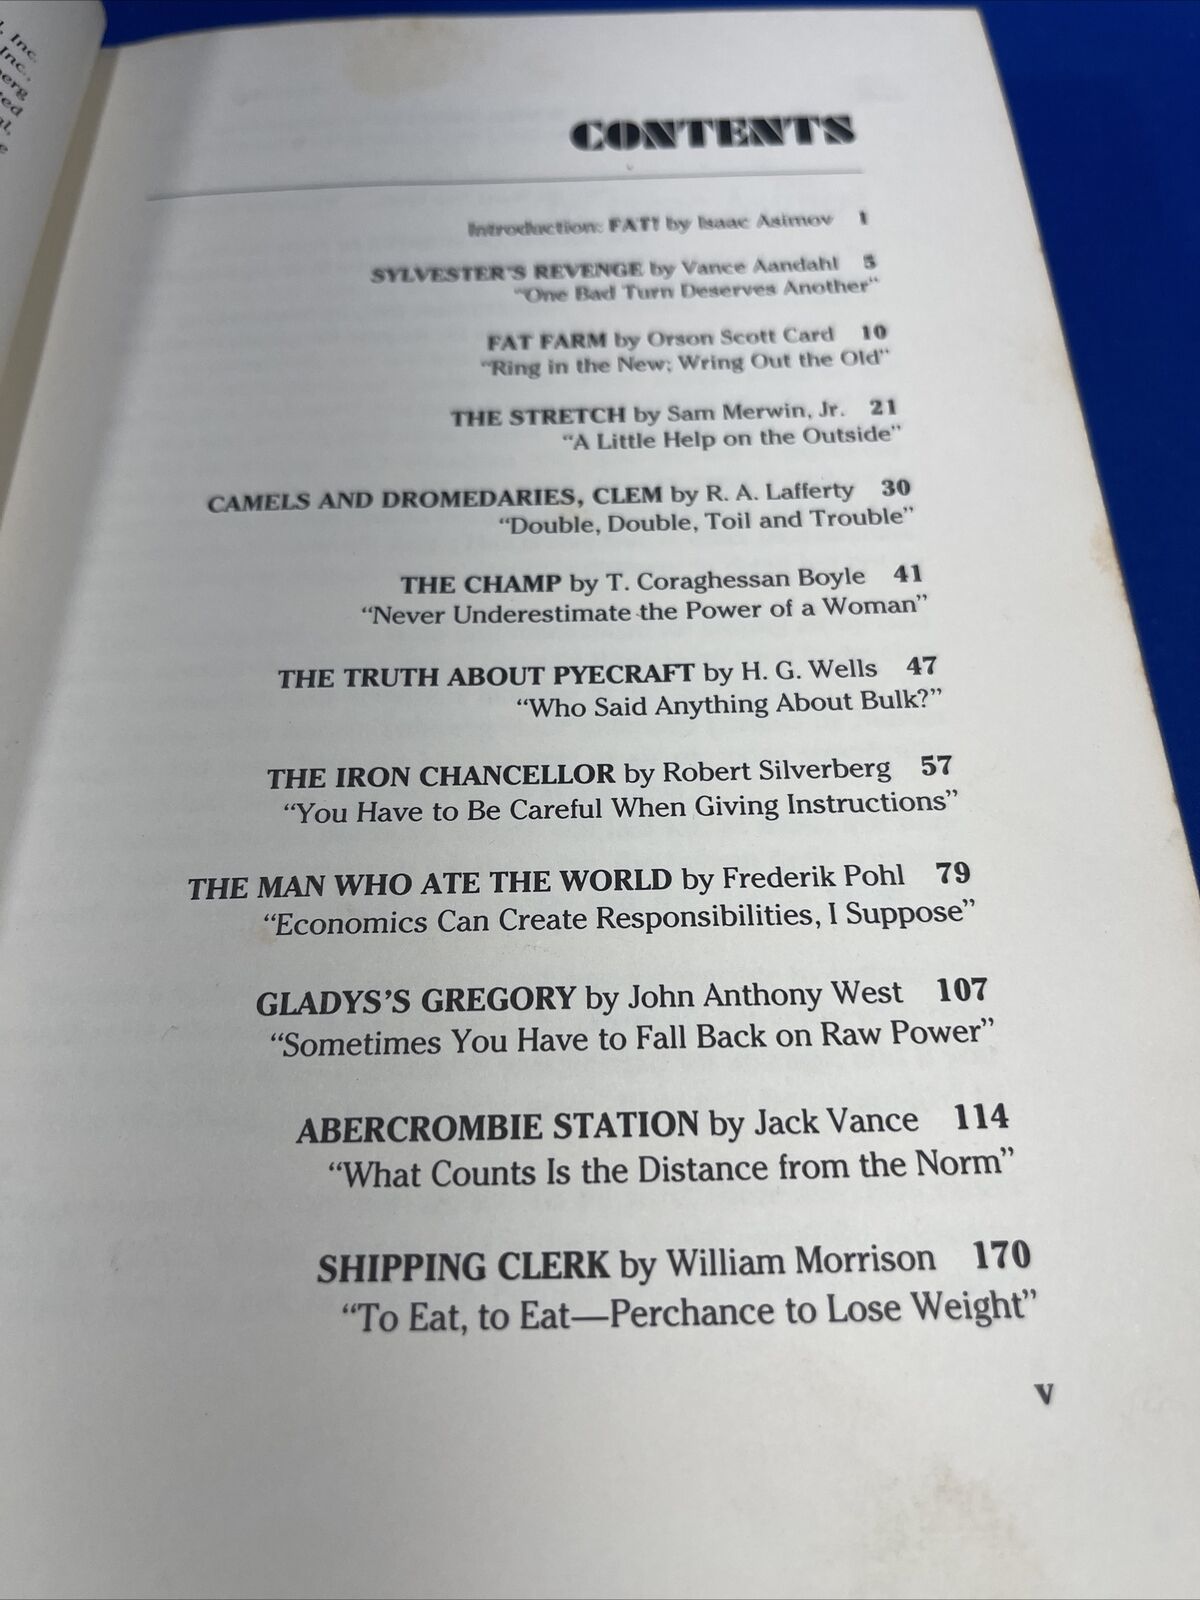 l, Inc.
Inc.,
berg
ted
al,
e
CONTENTS
Introduction: FAT! by Isaac Asimov 1
SYLVESTER'S REVENGE by Vance Aandahl 5
"One Bad Turn Deserves Another"
FAT FARM by Orson Scott Card 10
"Ring in the New; Wring Out the Old"
THE STRETCH by Sam Merwin, Jr. 21
"A Little Help on the Outside"
CAMELS AND DROMEDARIES, CLEM by R. A. Lafferty 30
"Double, Double, Toil and Trouble"
THE CHAMP by T. Coraghessan Boyle 41
"Never Underestimate the Power of a Woman"
THE TRUTH ABOUT PYECRAFT by H. G. Wells 47
"Who Said Anything About Bulk?"
THE IRON CHANCELLOR by Robert Silverberg 57
"You Have to Be Careful When Giving Instructions"
THE MAN WHO ATE THE WORLD by Frederik Pohl 79
"Economics Can Create Responsibilities, I Suppose"
GLADYS'S GREGORY by John Anthony West 107
"Sometimes You Have to Fall Back on Raw Power"
ABERCROMBIE STATION by Jack Vance 114
"What Counts Is the Distance from the Norm"
SHIPPING CLERK by William Morrison 170
"To Eat, to Eat—Perchance to Lose Weight"
v